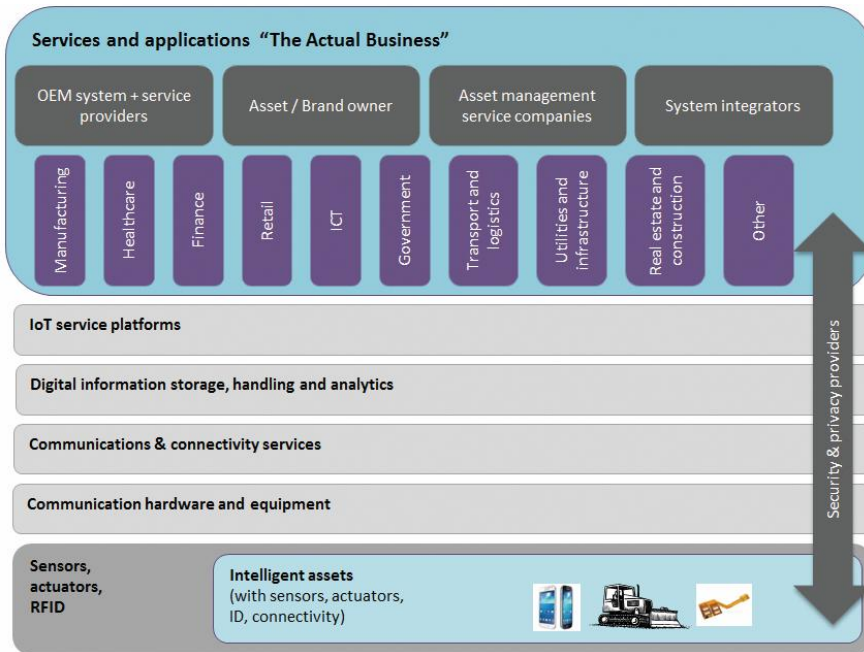 Services and applications “The Actual Business”
OEM system + service
providers
Asset / Brand owner
Asset management
service companies
System integrators
Manufacturing
Healthcare
Finance
Retail
ICT
Government
Transport and
logistics
Utilities and
infrastructure
Real estate and
construction
Other
IoT service platforms
Digital information storage, handling and analytics
Communications & connectivity services
Communication hardware and equipment
Security & privacy providers
Sensors,
actuators,
RFID
Intelligent assets
(with sensors, actuators,
ID, connectivity)